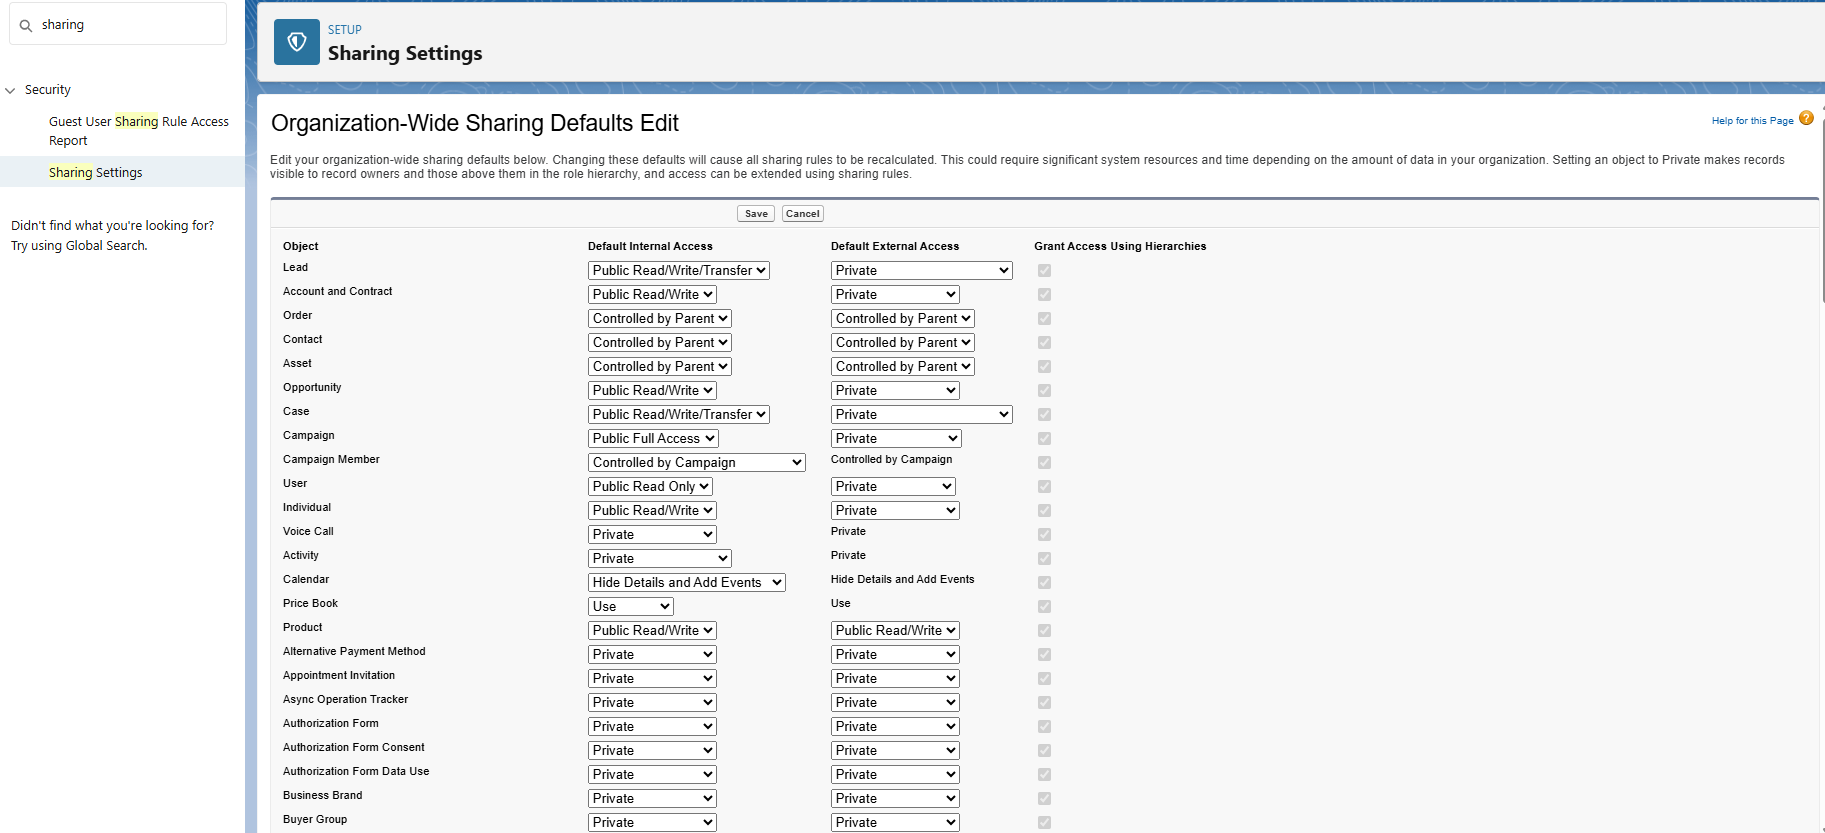 sharing
Security
Guest User Sharing Rule Access
Report
Sharing Settings
Didn't find what you're looking for?
Try using Global Search.
SETUP
Sharing Settings
Organization-Wide Sharing Defaults Edit
Help for this Page ?
Edit your organization-wide sharing defaults below. Changing these defaults will cause all sharing rules to be recalculated. This could require significant system resources and time depending on the amount of data in your organization. Setting an object to Private makes records
visible to record owners and those above them in the role hierarchy, and access can be extended using sharing rules.
Save Cancel
Object Default Internal Access Default External Access Grant Access Using Hierarchies
Lead Public Read/Write/Transfer Private
Account and Contract Public Read/Write Private
Order Controlled by Parent Controlled by Parent
Contact Controlled by Parent Controlled by Parent
Asset Controlled by Parent Controlled by Parent
Opportunity Public Read/Write Private
Case Public Read/Write/Transfer Private
Campaign Public Full Access Private
Campaign Member Controlled by Campaign Controlled by Campaign
User Public Read Only Private
Individual Public Read/Write Private
Voice Call Private Private
Activity Private Private
Calendar Hide Details and Add Events Hide Details and Add Events
Price Book Use Use
Product Public Read/Write Public Read/Write
Alternative Payment Method Private Private
Appointment Invitation Private Private
Async Operation Tracker Private Private
Authorization Form Private Private
Authorization Form Consent Private Private
Authorization Form Data Use Private Private
Business Brand Private Private
Buyer Group Private Private